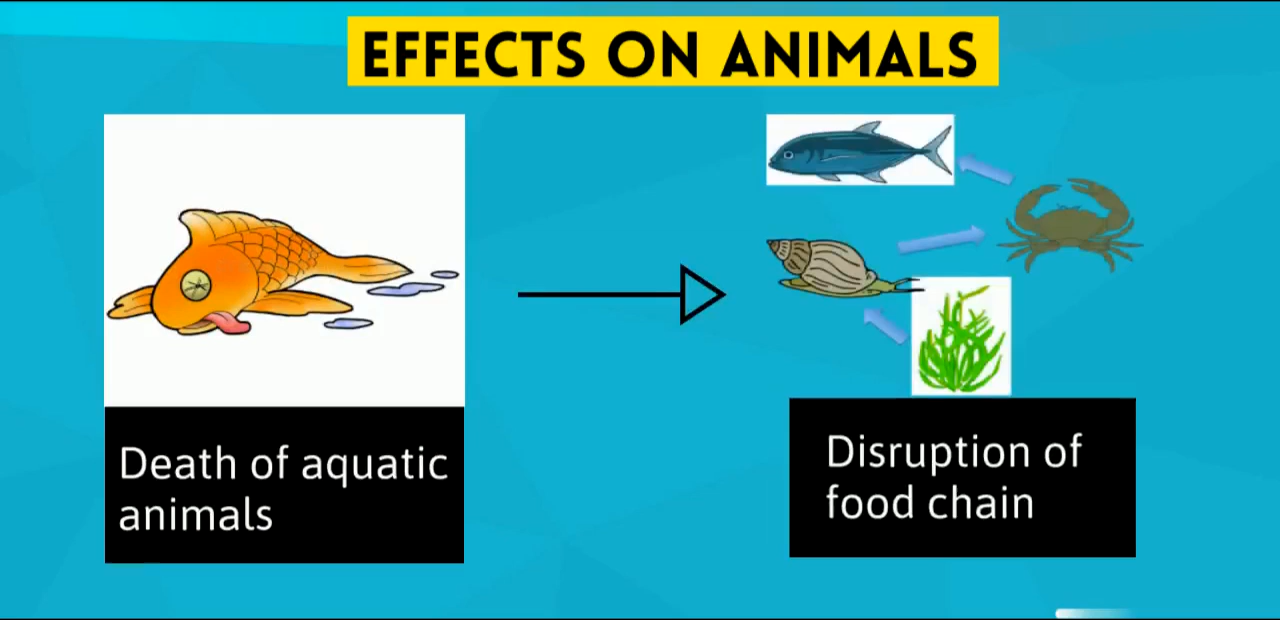 EFFECTS ON ANIMALS
Death of aquatic
animals
Disruption of
food chain